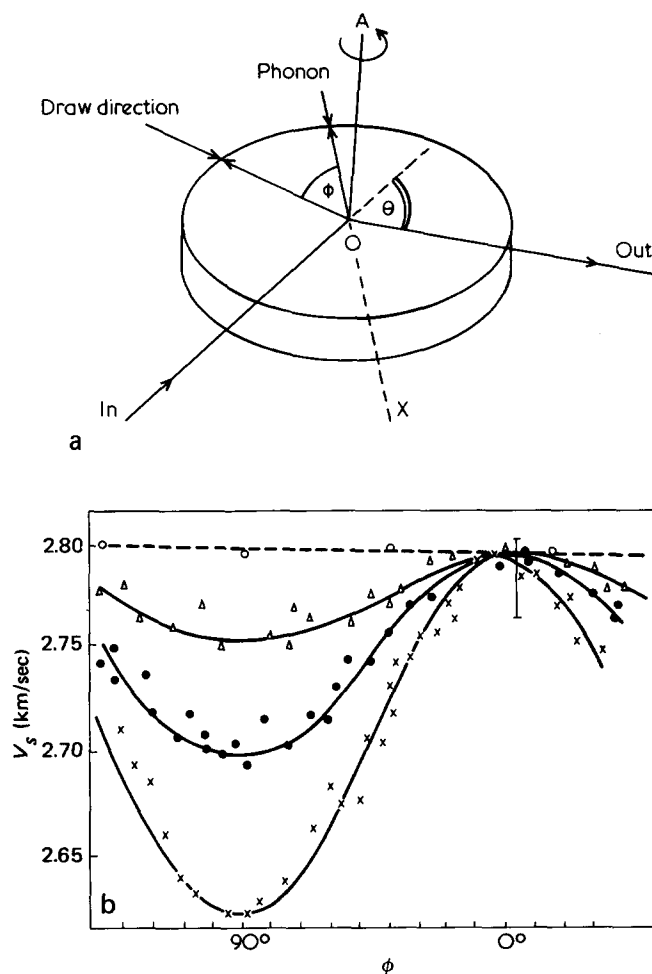 A
Phonon
Draw direction
ϕ
θ
O
Out
In
X
a
2.80
2.75
2.70
2.65
V_s (km/sec)
b
90°
0°
ϕ